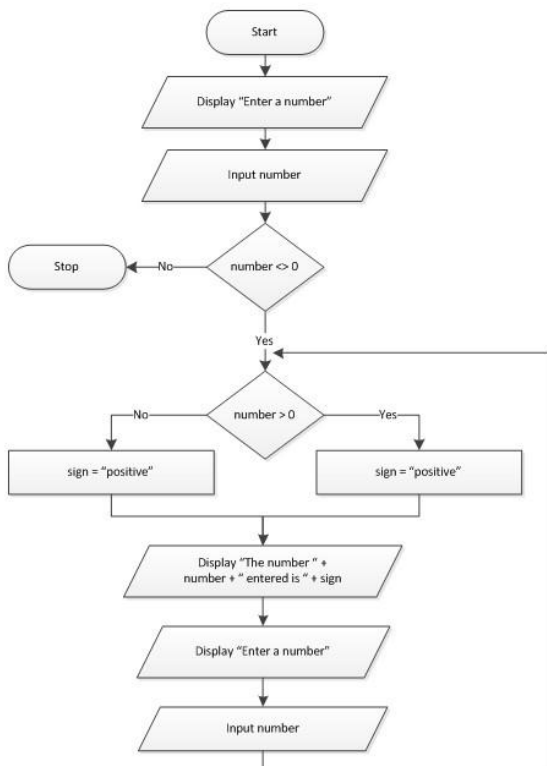 Start
Display “Enter a number”
Input number
number <> 0
No
Stop
Yes
number > 0
No
Yes
sign = “positive”
sign = “positive”
Display “The number “ +
number + “ entered is “ + sign
Display “Enter a number”
Input number